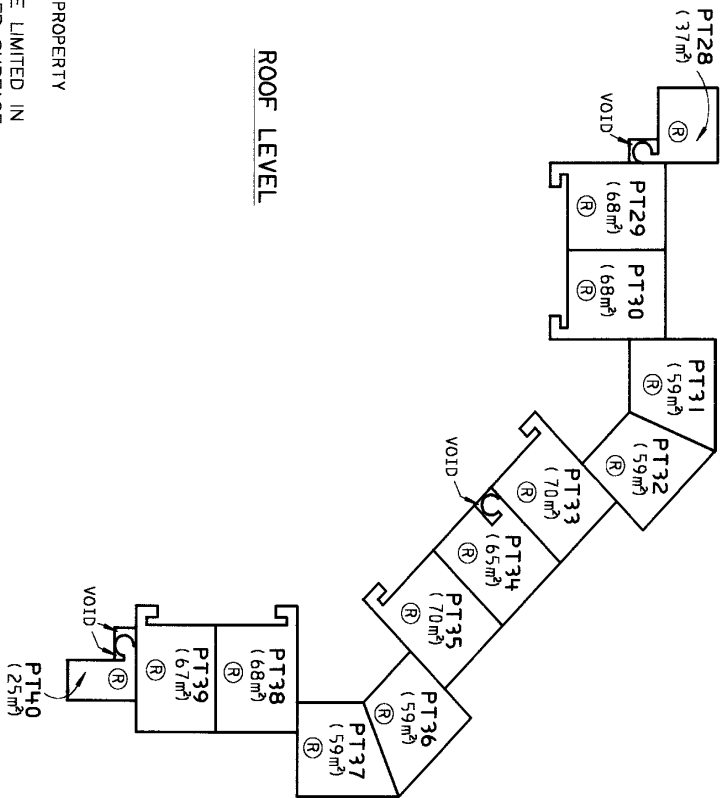 PROPERTY
E LIMITED IN
ROOF LEVEL
PT28
(37m²)
R
VOID
PT29
(68m²)
R
PT30
(68m²)
R
PT31
(59m²)
R
PT32
(59m²)
R
PT33
(70m²)
R
VOID
PT34
(65m²)
R
PT35
(70m²)
R
PT36
(59m²)
R
PT37
(59m²)
R
PT38
(68m²)
R
PT39
(67m²)
R
VOID
R
PT40
(25m²)